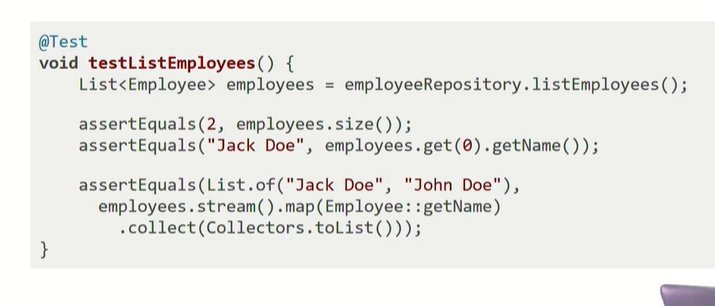 @Test
void testListEmployees() {
List<Employee> employees = employeeRepository.listEmployees();
assertEquals(2, employees.size());
assertEquals("Jack Doe", employees.get(0).getName());
assertEquals(List.of("Jack Doe", "John Doe"),
employees.stream().map(Employee::getName)
.collect(Collectors.toList()));
}